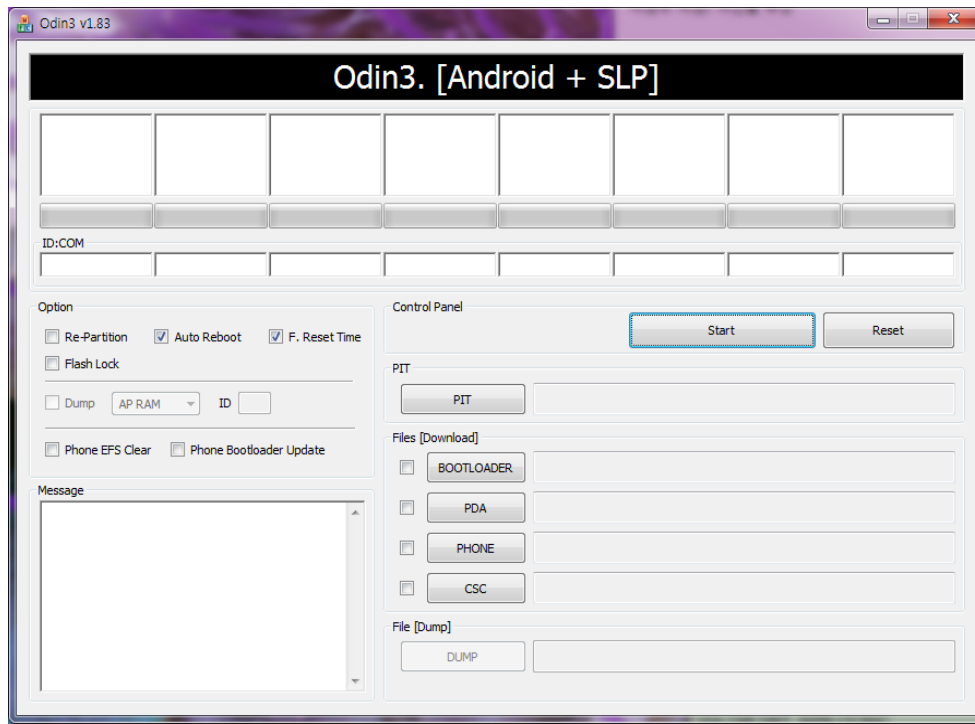 Odin3 v1.83
Odin3. [Android + SLP]
ID:COM
Option
Re-Partition Auto Reboot F. Reset Time
Flash Lock
Dump AP RAM ID
Phone EFS Clear Phone Bootloader Update
Message
Control Panel
Start Reset
PIT
PIT
Files [Download]
BOOTLOADER
PDA
PHONE
CSC
File [Dump]
DUMP